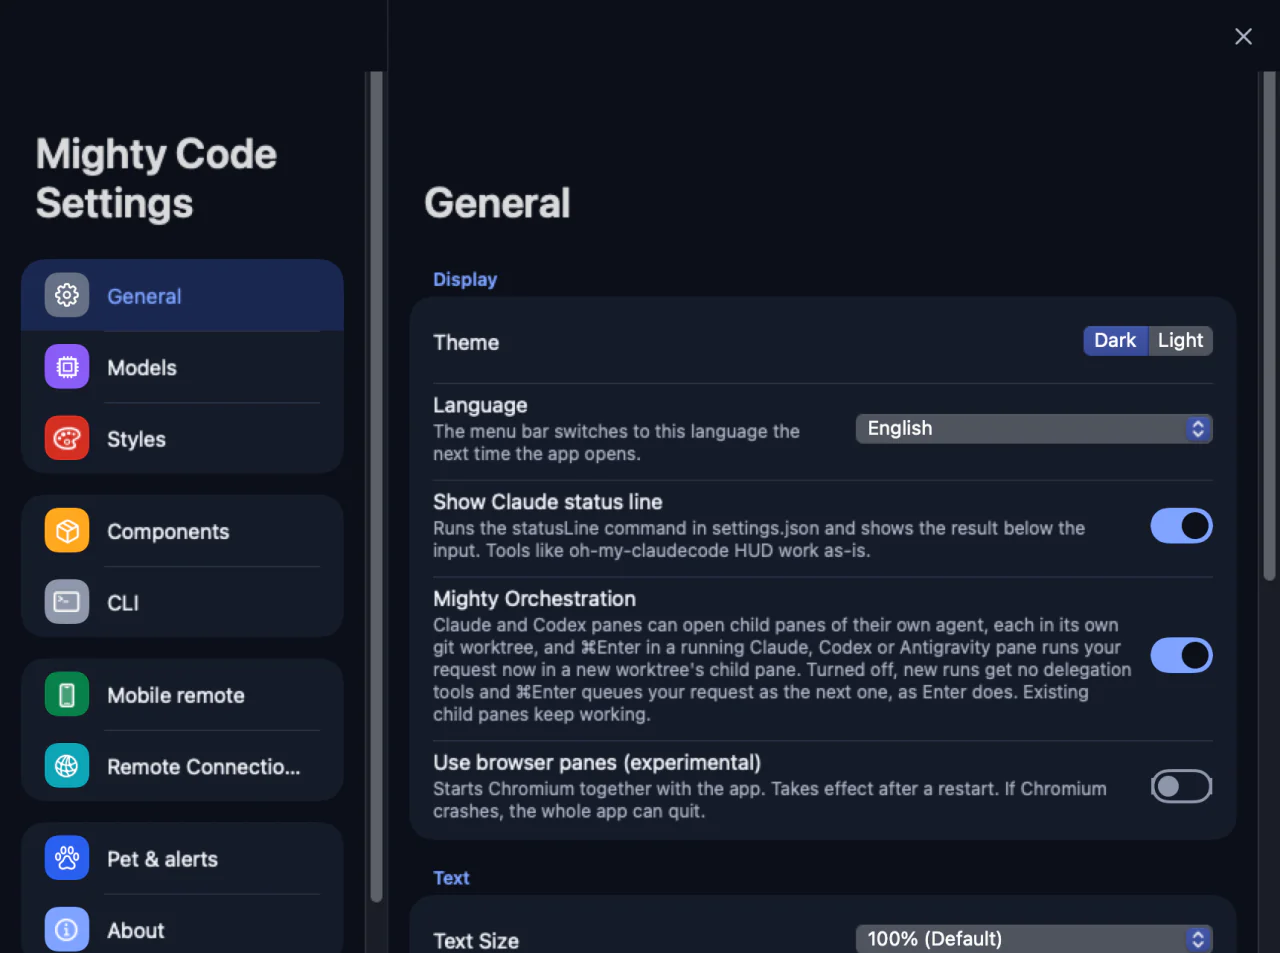 Mighty Code
Settings
General
Models
Styles
Components
CLI
Mobile remote
Remote Connectio...
Pet & alerts
About
General
Display
Theme
Dark
Light
Language
The menu bar switches to this language the
next time the app opens.
English
Show Claude status line
Runs the statusLine command in settings.json and shows the result below the
input. Tools like oh-my-claudecode HUD work as-is.
Mighty Orchestration
Claude and Codex panes can open child panes of their own agent, each in its own
git worktree, and ⌘Enter in a running Claude, Codex or Antigravity pane runs your
request now in a new worktree's child pane. Turned off, new runs get no delegation
tools and ⌘Enter queues your request as the next one, as Enter does. Existing
child panes keep working.
Use browser panes (experimental)
Starts Chromium together with the app. Takes effect after a restart. If Chromium
crashes, the whole app can quit.
Text
Text Size
100% (Default)